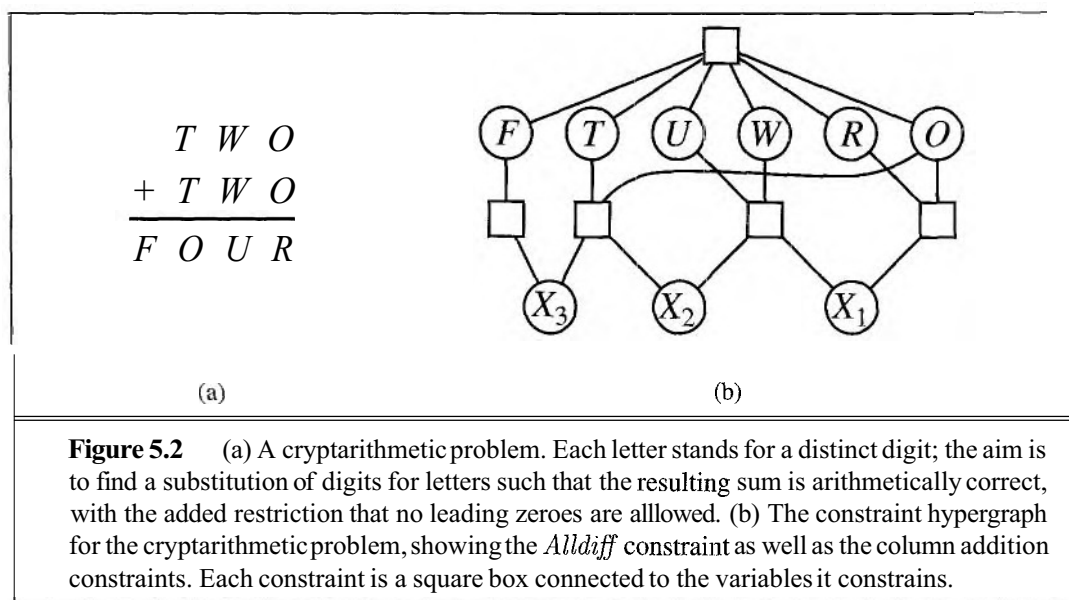 T W O
+ T W O
F O U R
F T U W R O
X₃ X₂ X₁
(a) (b)
Figure 5.2 (a) A cryptarithmetic problem. Each letter stands for a distinct digit; the aim is
to find a substitution of digits for letters such that the resulting sum is arithmetically correct,
with the added restriction that no leading zeroes are alllowed. (b) The constraint hypergraph
for the cryptarithmetic problem, showing the Alldiff constraint as well as the column addition
constraints. Each constraint is a square box connected to the variables it constrains.